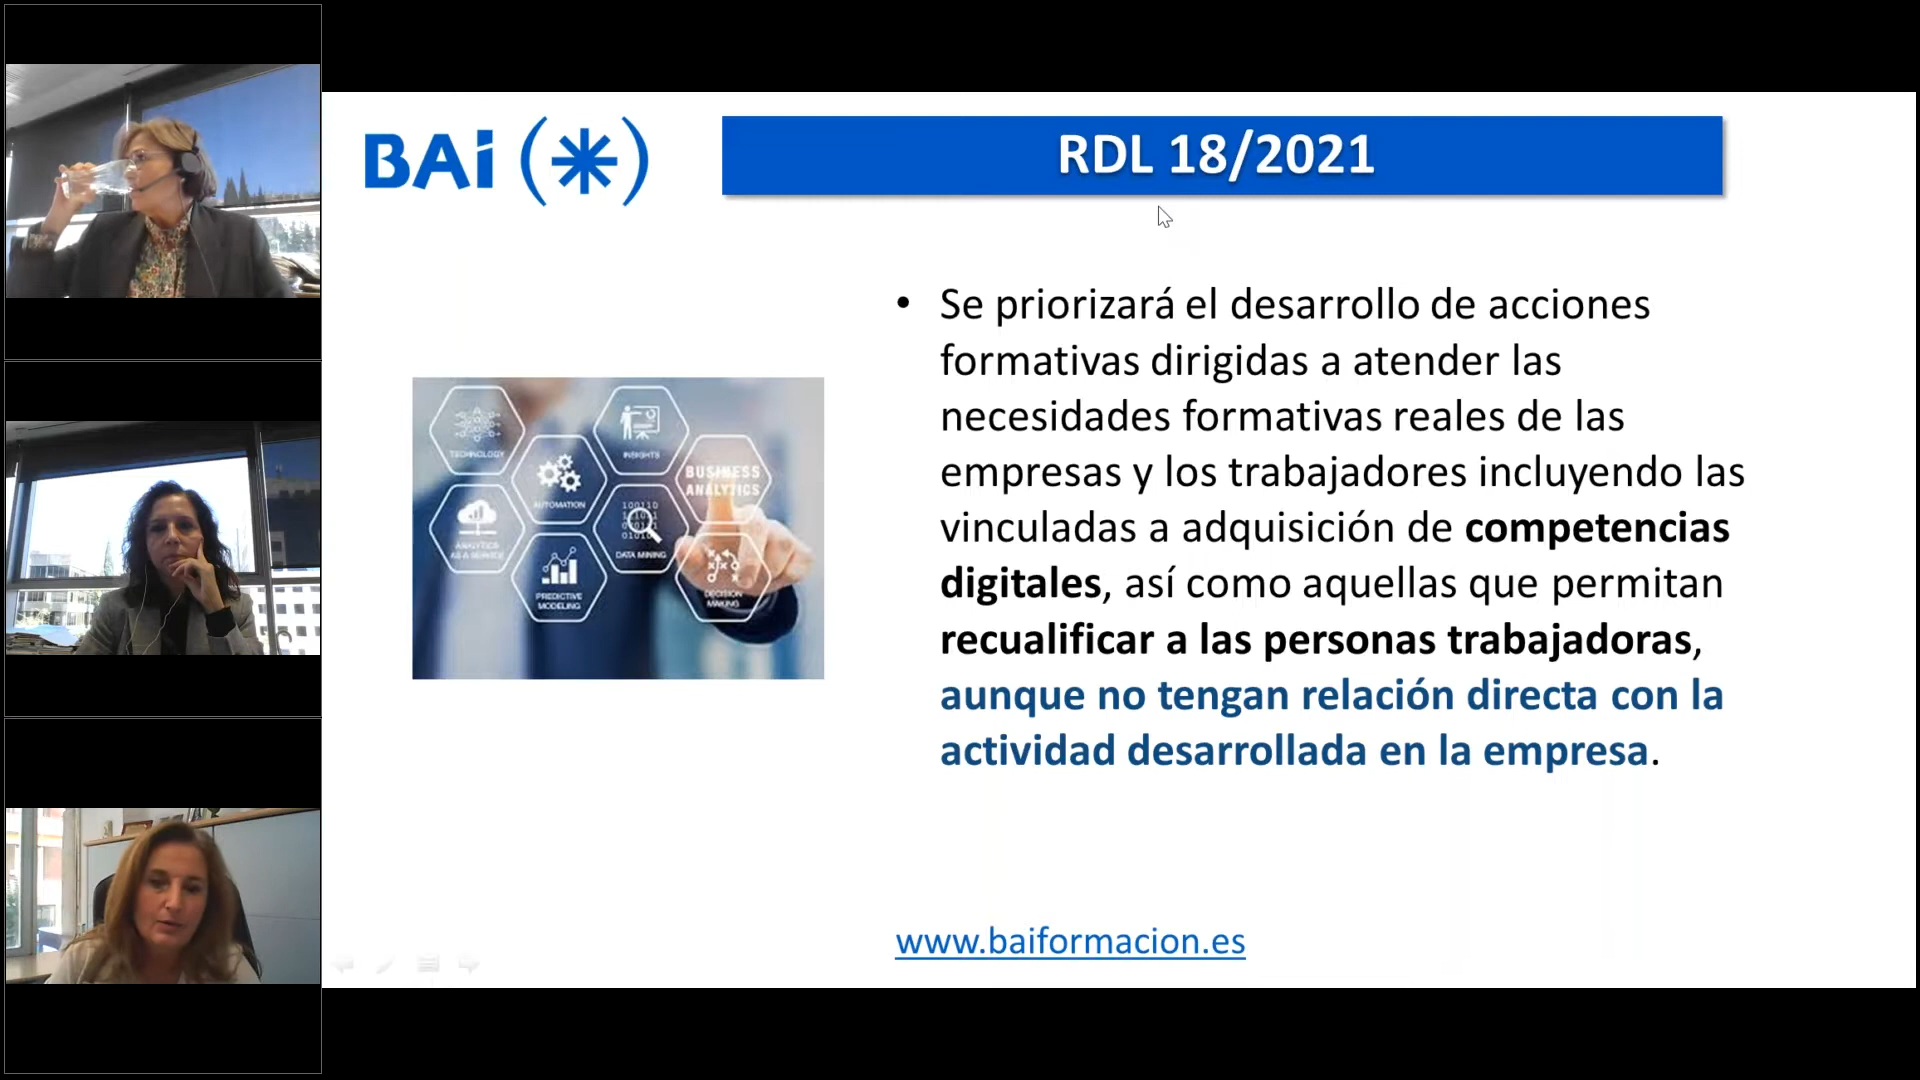 BAi (*)
RDL 18/2021
• Se priorizará el desarrollo de acciones
formativas dirigidas a atender las
necesidades formativas reales de las
empresas y los trabajadores incluyendo las
vinculadas a adquisición de competencias
digitales, así como aquellas que permitan
recualificar a las personas trabajadoras,
aunque no tengan relación directa con la
actividad desarrollada en la empresa.
TECHNOLOGY
INSIGHTS
AUTOMATION
BUSINESS
ANALYTICS
ANALYTICS
AS A SERVICE
DATA MINING
PREDICTIVE
MODELING
DECISION
MAKING
www.baiformacion.es